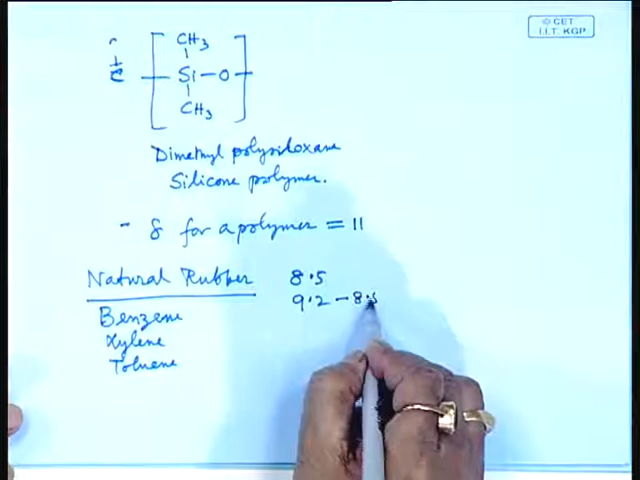 © CET
I.I.T. KGP
CH3
Si—O
CH3
Dimethyl polysiloxane
Silicone polymer.
- δ for a polymer = 11
Natural Rubber 8.5
Benzene 9.2 - 8.5
Xylene
Toluene